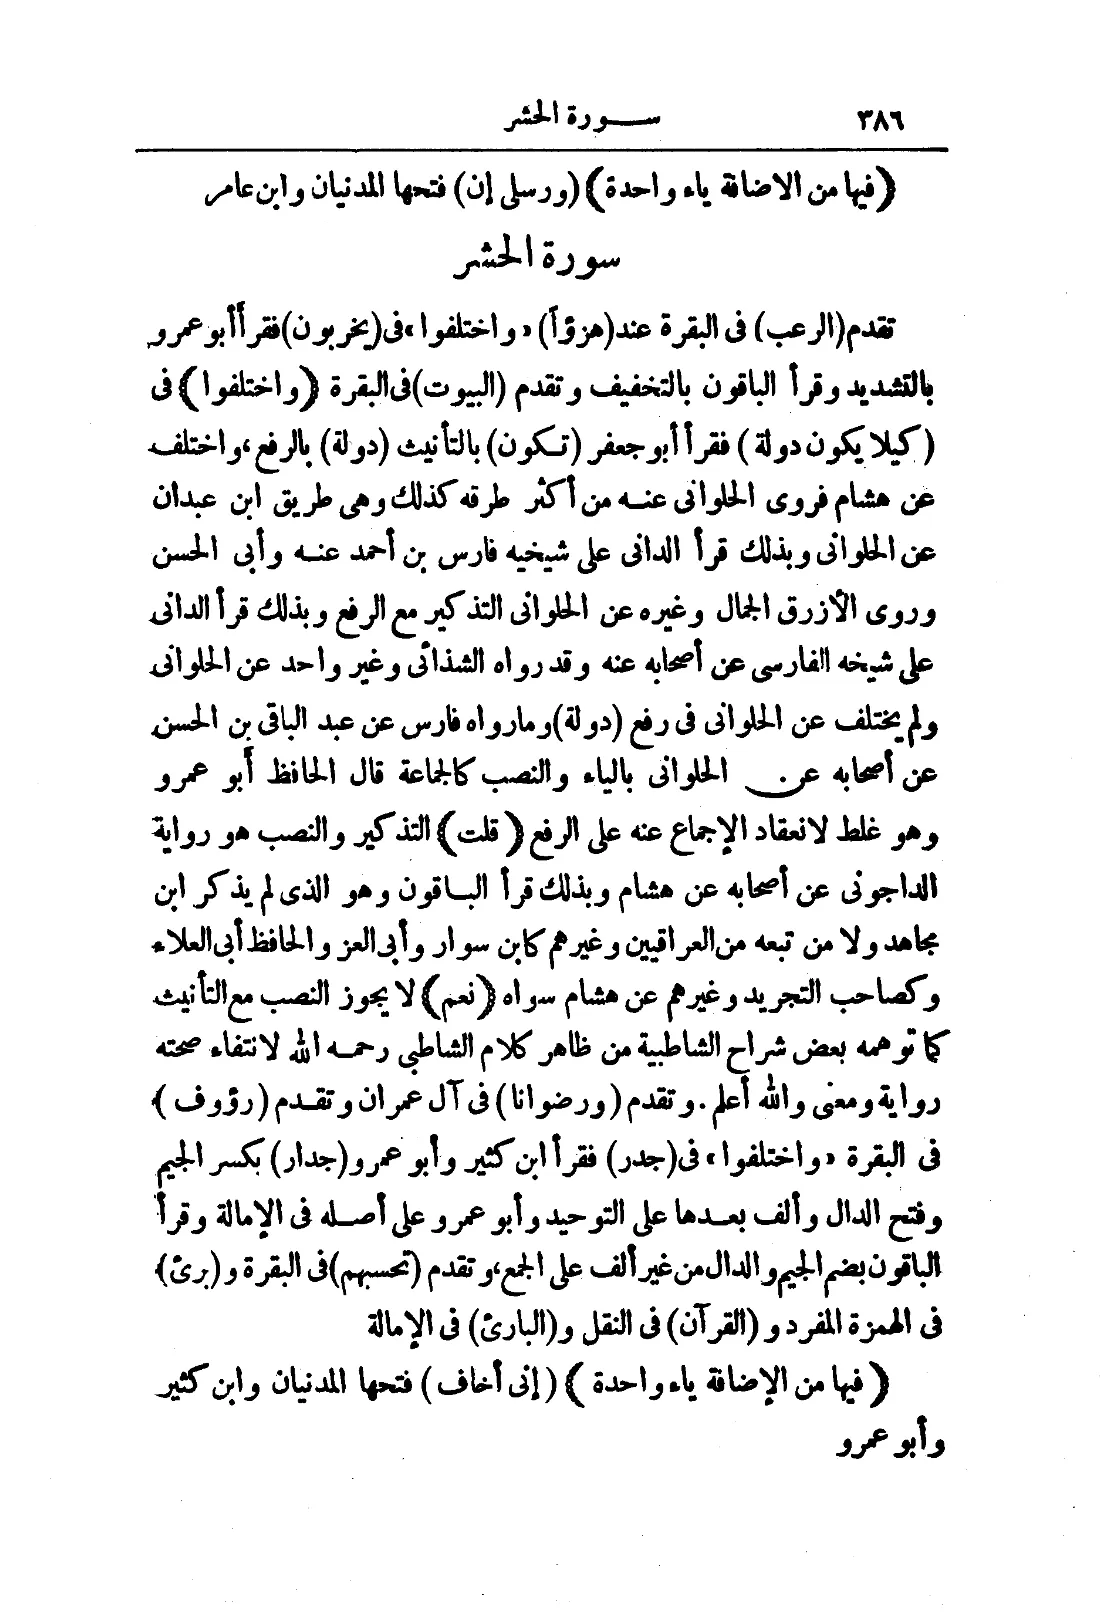 ٣٨٦
سورة الحشر
(فيها من الاضافة ياء واحدة) (ورسلى إن) فتحها المدنيان وابن عامر
سورة الحشر
تقدم(الرعب) فى البقرة عند(هزؤاً) «واختلفوا»فى(يخربون)فقرأ أبو عمرو
بالتشديد وقرأ الباقون بالتخفيف وتقدم (البيوت)فى البقرة (واختلفوا)فى
(كيلا يكون دولة) فقرأ أبو جعفر (تكون) بالتأنيث (دولة) بالرفع،واختلف
عن هشام فروى الحلوانى عنه من أكثر طرقه كذلك وهى طريق ابن عبدان
عن الحلوانى وبذلك قرأ الدانى على شيخيه فارس بن أحمد عنه وأبى الحسن
وروى الأزرق الجمال وغيره عن الحلوانى التذكير مع الرفع وبذلك قرأ الدانى
على شيخه الفارسى عن أصحابه عنه وقد رواه الشذائى وغير واحد عن الحلوانى
ولم يختلف عن الحلوانى فى رفع (دولة)ومارواه فارس عن عبد الباقى بن الحسن
عن أصحابه عن الحلوانى بالياء والنصب كالجماعة قال الحافظ أبو عمرو
وهو غلط لانعقاد الإجماع عنه على الرفع (قلت) التذكير والنصب هو رواية
الداجونى عن أصحابه عن هشام وبذلك قرأ الباقون وهو الذى لم يذكر ابن
مجاهد ولا من تبعه من العراقيين وغيرهم كابن سوار وأبى العز والحافظ أبى العلاء
وكصاحب التجريد وغيرهم عن هشام سواه (نعم) لا يجوز النصب مع التأنيث
كما توهمه بعض شراح الشاطبية من ظاهر كلام الشاطبي رحمه الله لانتفاء صحته
رواية ومعنى والله أعلم . وتقدم (ورضوانا) فى آل عمران وتقدم (رؤوف)
فى البقرة «واختلفوا» فى(جدر) فقرأ ابن كثير وأبو عمرو(جدار) بكسر الجيم
وفتح الدال وألف بعدها على التوحيد وأبو عمرو على أصله فى الإمالة وقرأ
الباقون بضم الجيم والدال من غير ألف على الجمع،وتقدم (تحسبهم)فى البقرة و(برئ)
فى الهمزة المفرد و(القرآن) فى النقل و(البارئ) فى الإمالة
(فيها من الإضافة ياء واحدة) (إنى أخاف) فتحها المدنيان وابن كثير
وأبو عمرو